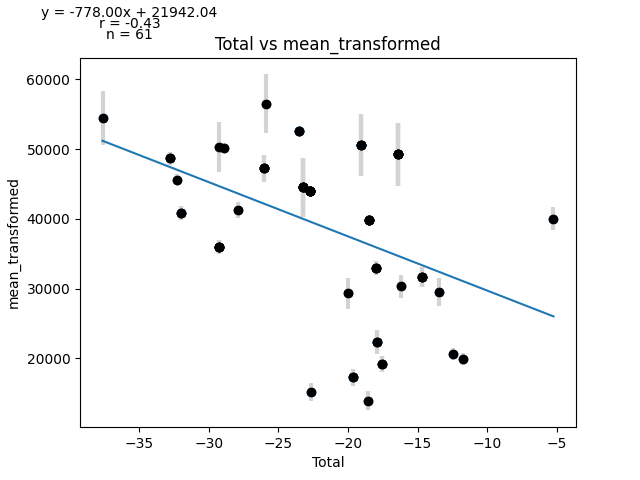 y = -778.00x + 21942.04
r = -0.43
n = 61
Total vs mean_transformed
60000
50000
40000
30000
20000
mean_transformed
−35
−30
−25
−20
−15
−10
−5
Total